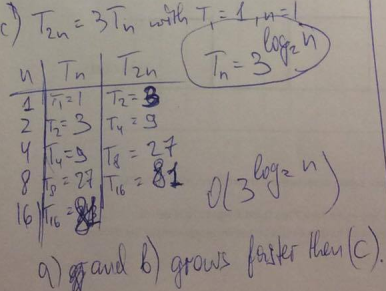 c) T₂ₙ = 3Tₙ with T₁ = 1, n = 1
Tₙ = 3^log₂ n
n | Tₙ | T₂ₙ
1 | T₁ = 1 | T₂ = 3
2 | T₂ = 3 | T₄ = 9
4 | T₄ = 9 | T₈ = 27
8 | T₈ = 27 | T₁₆ = 81
16 | T₁₆ = 81
O(3^log₂ n)
a) and b) grows faster then (c).